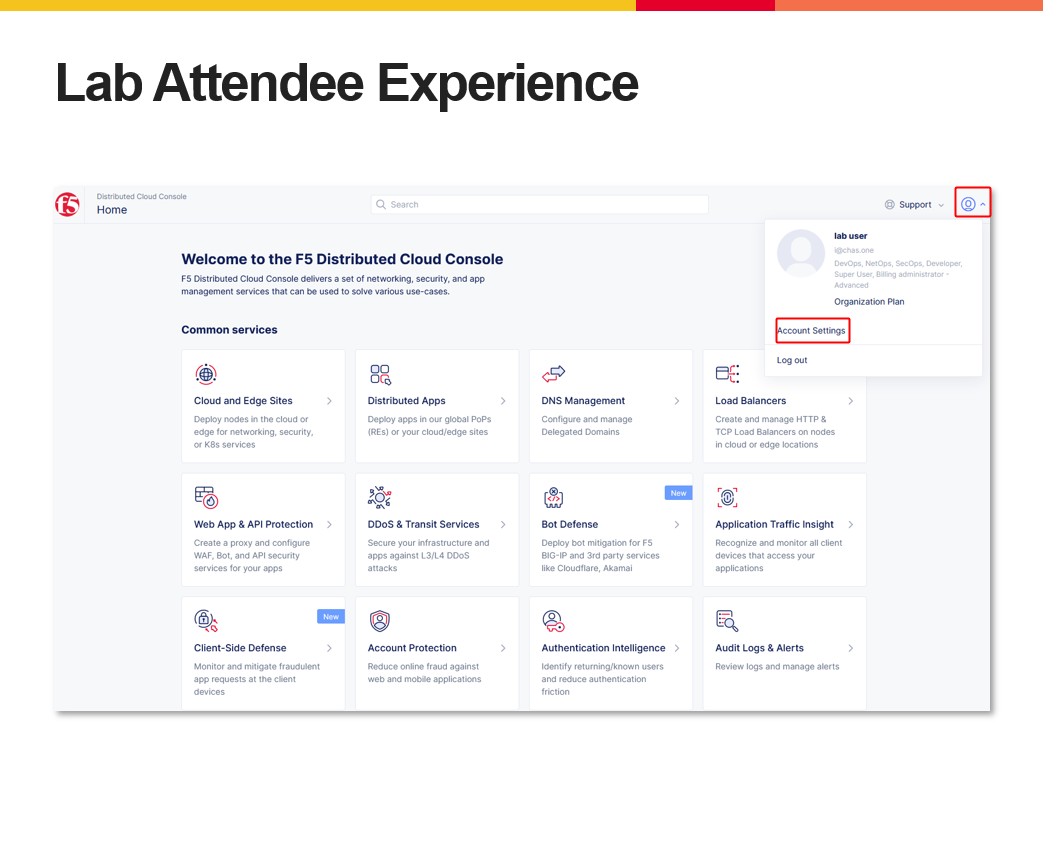 Lab Attendee Experience
f5
Distributed Cloud Console
Home
Search
Support
lab user
i@chas.one
DevOps, NetOps, SecOps, Developer,
Super User, Billing administrator -
Advanced
Organization Plan
Account Settings
Log out
Welcome to the F5 Distributed Cloud Console
F5 Distributed Cloud Console delivers a set of networking, security, and app
management services that can be used to solve various use-cases.
Common services
Cloud and Edge Sites
Deploy nodes in the cloud or
edge for networking, security,
or K8s services
Distributed Apps
Deploy apps in our global PoPs
(REs) or your cloud/edge sites
DNS Management
Configure and manage
Delegated Domains
Load Balancers
Create and manage HTTP &
TCP Load Balancers on nodes
in cloud or edge locations
Web App & API Protection
Create a proxy and configure
WAF, Bot, and API security
services for your apps
DDoS & Transit Services
Secure your infrastructure and
apps against L3/L4 DDoS
attacks
New
Bot Defense
Deploy bot mitigation for F5
BIG-IP and 3rd party services
like Cloudflare, Akamai
Application Traffic Insight
Recognize and monitor all client
devices that access your
applications
New
Client-Side Defense
Monitor and mitigate fraudulent
app requests at the client
devices
Account Protection
Reduce online fraud against
web and mobile applications
Authentication Intelligence
Identify returning/known users
and reduce authentication
friction
Audit Logs & Alerts
Review logs and manage alerts